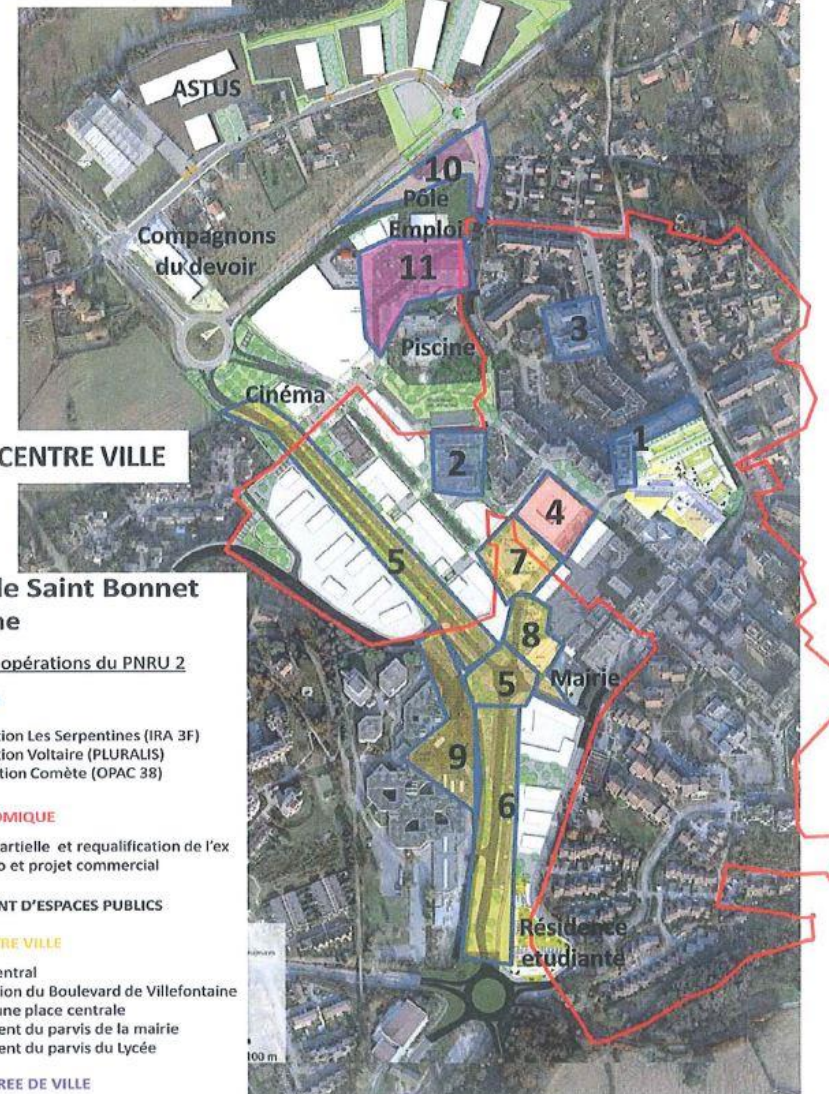 ASTUS
10
Pôle
Emploi
Compagnons
du devoir
11
3
Piscine
Cinéma
1
CENTRE VILLE
2
4
5
7
le Saint Bonnet
ne
8
opérations du PNRU 2
5
Mairie
tion Les Serpentines (IRA 3F)
tion Voltaire (PLURALIS)
tion Comète (OPAC 38)
9
OMIQUE
6
artielle et requalification de l'ex
o et projet commercial
NT D'ESPACES PUBLICS
TRE VILLE
Résidence
etudiante
entral
ion du Boulevard de Villefontaine
une place centrale
ent du parvis de la mairie
ent du parvis du Lycée
100 m
REE DE VILLE